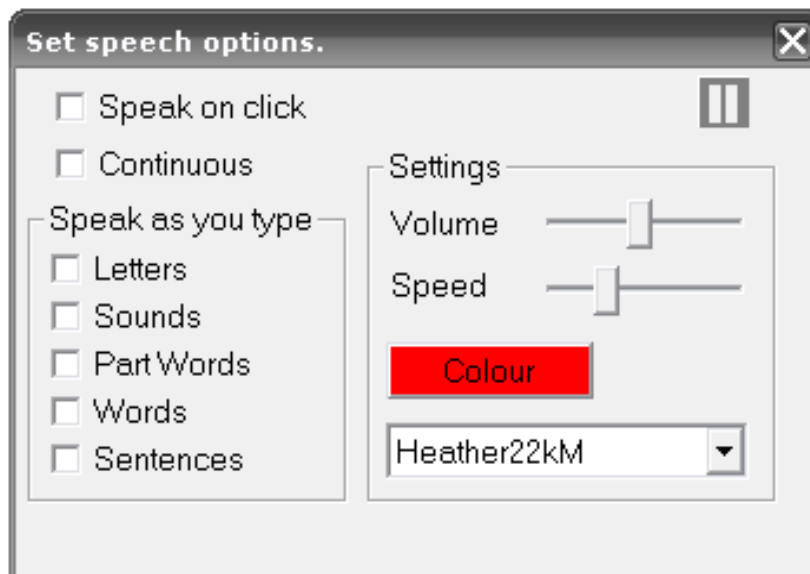 Set speech options.
Speak on click
Continuous
Speak as you type
Letters
Sounds
Part Words
Words
Sentences
Settings
Volume
Speed
Colour
Heather22kM